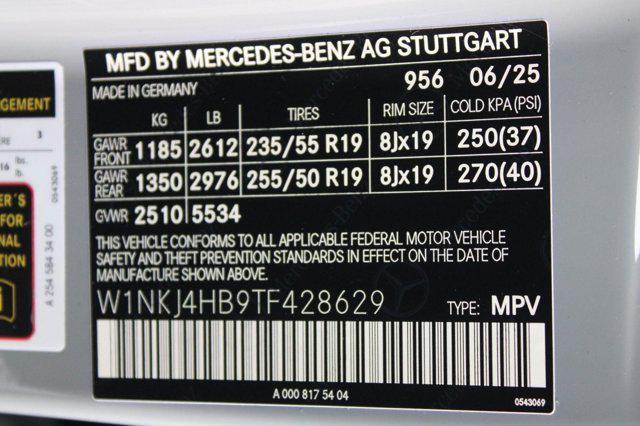 MFD BY MERCEDES-BENZ AG STUTTGART
MADE IN GERMANY 956 06/25
KG LB TIRES RIM SIZE COLD KPA (PSI)
GAWR FRONT 1185 2612 235/55 R19 8Jx19 250(37)
GAWR REAR 1350 2976 255/50 R19 8Jx19 270(40)
GVWR 2510 5534
THIS VEHICLE CONFORMS TO ALL APPLICABLE FEDERAL MOTOR VEHICLE
SAFETY AND THEFT PREVENTION STANDARDS IN EFFECT ON THE DATE
OF MANUFACTURE SHOWN ABOVE.
W1NKJ4HB9TF428629 TYPE: MPV
A 000 817 54 04
0543069
3
lbs.
lb.
0543069
A 254 584 34 00